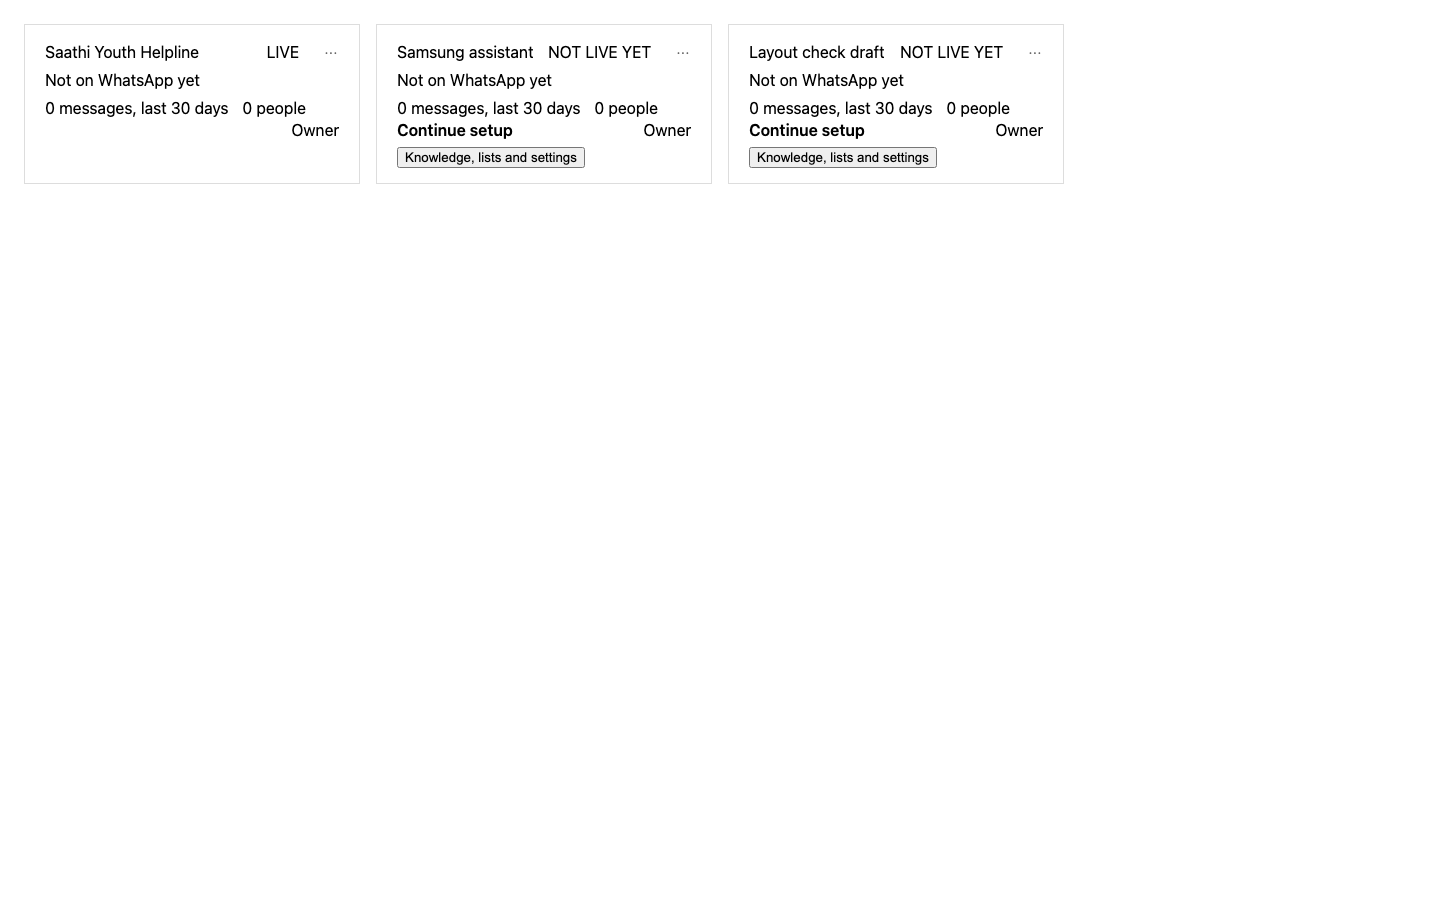 Saathi Youth Helpline LIVE ...
Not on WhatsApp yet
0 messages, last 30 days 0 people
Owner
Samsung assistant NOT LIVE YET ...
Not on WhatsApp yet
0 messages, last 30 days 0 people
Continue setup Owner
Knowledge, lists and settings
Layout check draft NOT LIVE YET ...
Not on WhatsApp yet
0 messages, last 30 days 0 people
Continue setup Owner
Knowledge, lists and settings